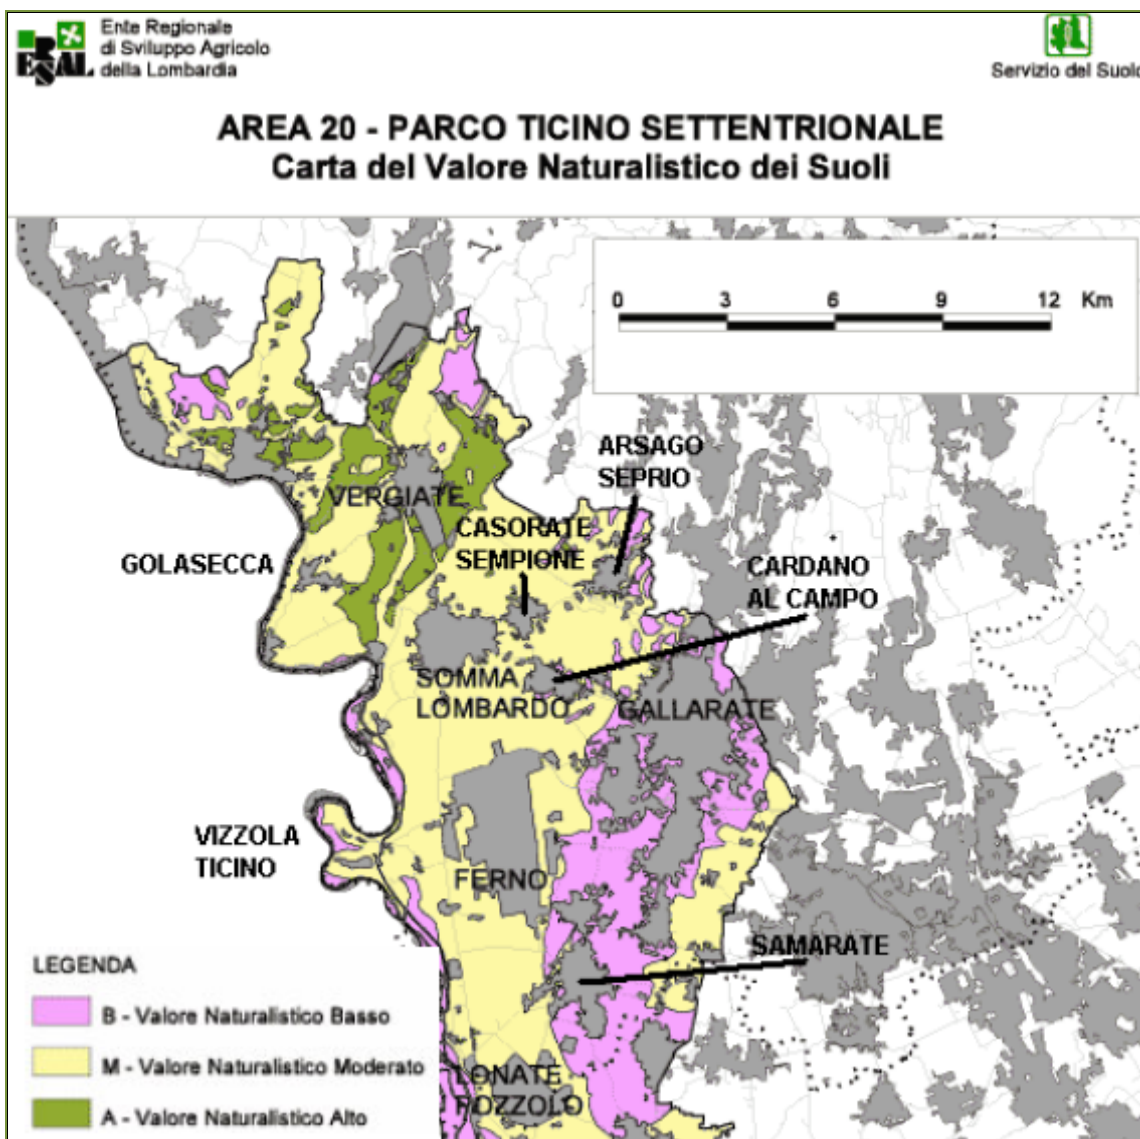 Ente Regionale
di Sviluppo Agricolo
della Lombardia
ERSAL
Servizio del Suolo
AREA 20 - PARCO TICINO SETTENTRIONALE
Carta del Valore Naturalistico dei Suoli
0 3 6 9 12 Km
ARSAGO
SEPRIO
VERGIATE
CASORATE
SEMPIONE
GOLASECCA
CARDANO
AL CAMPO
SOMMA
LOMBARDO
GALLARATE
VIZZOLA
TICINO
FERNO
SAMARATE
LEGENDA
B - Valore Naturalistico Basso
M - Valore Naturalistico Moderato
A - Valore Naturalistico Alto
LONATE
POZZOLO